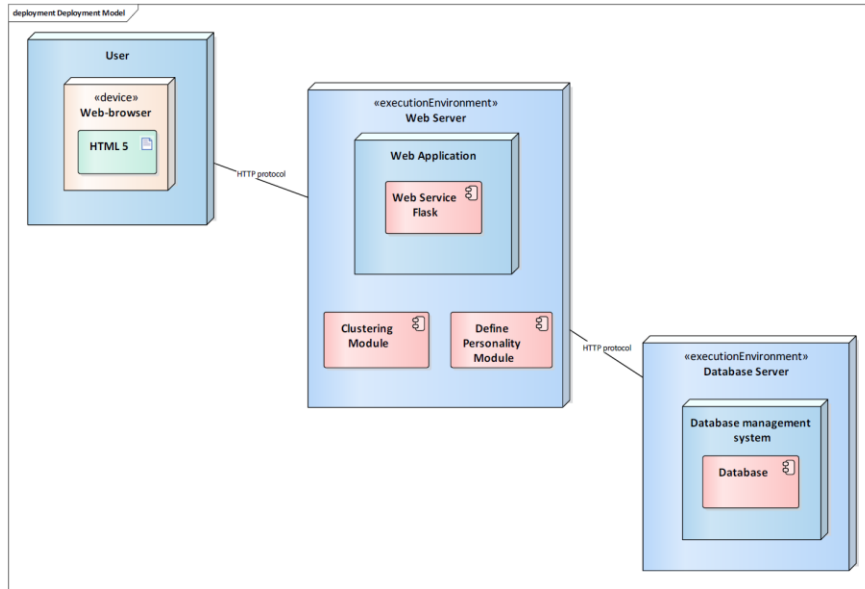 deployment Deployment Model
User
«device»
Web-browser
HTML 5
HTTP protocol
«executionEnvironment»
Web Server
Web Application
Web Service
Flask
Clustering
Module
Define
Personality
Module
HTTP protocol
«executionEnvironment»
Database Server
Database management
system
Database